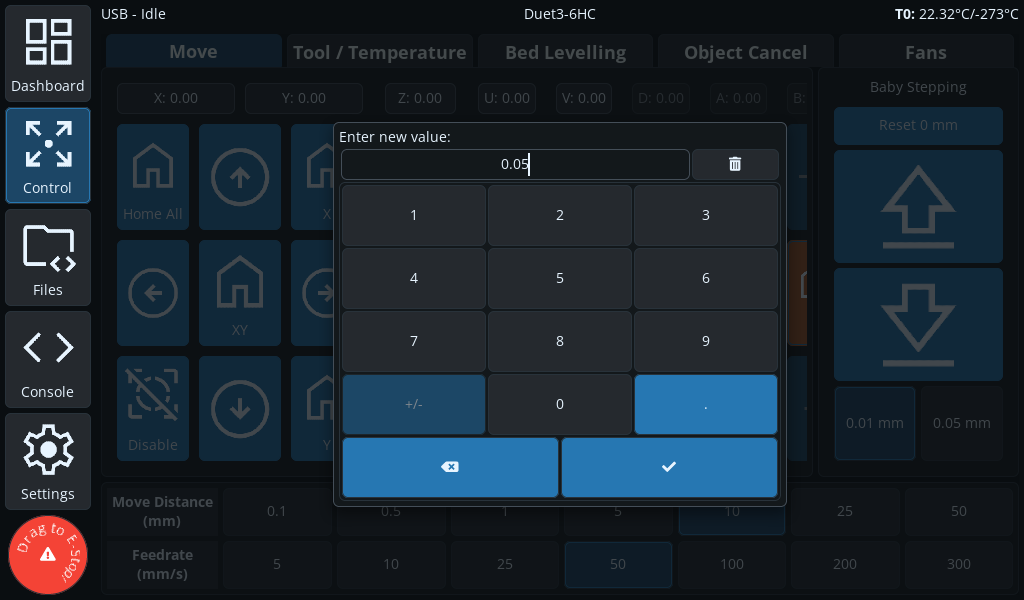 USB - Idle
Duet3-6HC
T0: 22.32°C/-273°C
Dashboard
Control
Files
Console
Settings
Drag to E-Stop!
Move
Tool / Temperature
Bed Levelling
Object Cancel
Fans
X: 0.00
Y: 0.00
Z: 0.00
U: 0.00
V: 0.00
D: 0.00
A: 0.00
B:
Home All
X
XY
Disable
Y
Enter new value:
0.05
1
2
3
4
5
6
7
8
9
+/-
0
.
Baby Stepping
Reset 0 mm
0.01 mm
0.05 mm
Move Distance
(mm)
0.1
0.5
1
5
10
25
50
Feedrate
(mm/s)
5
10
25
50
100
200
300